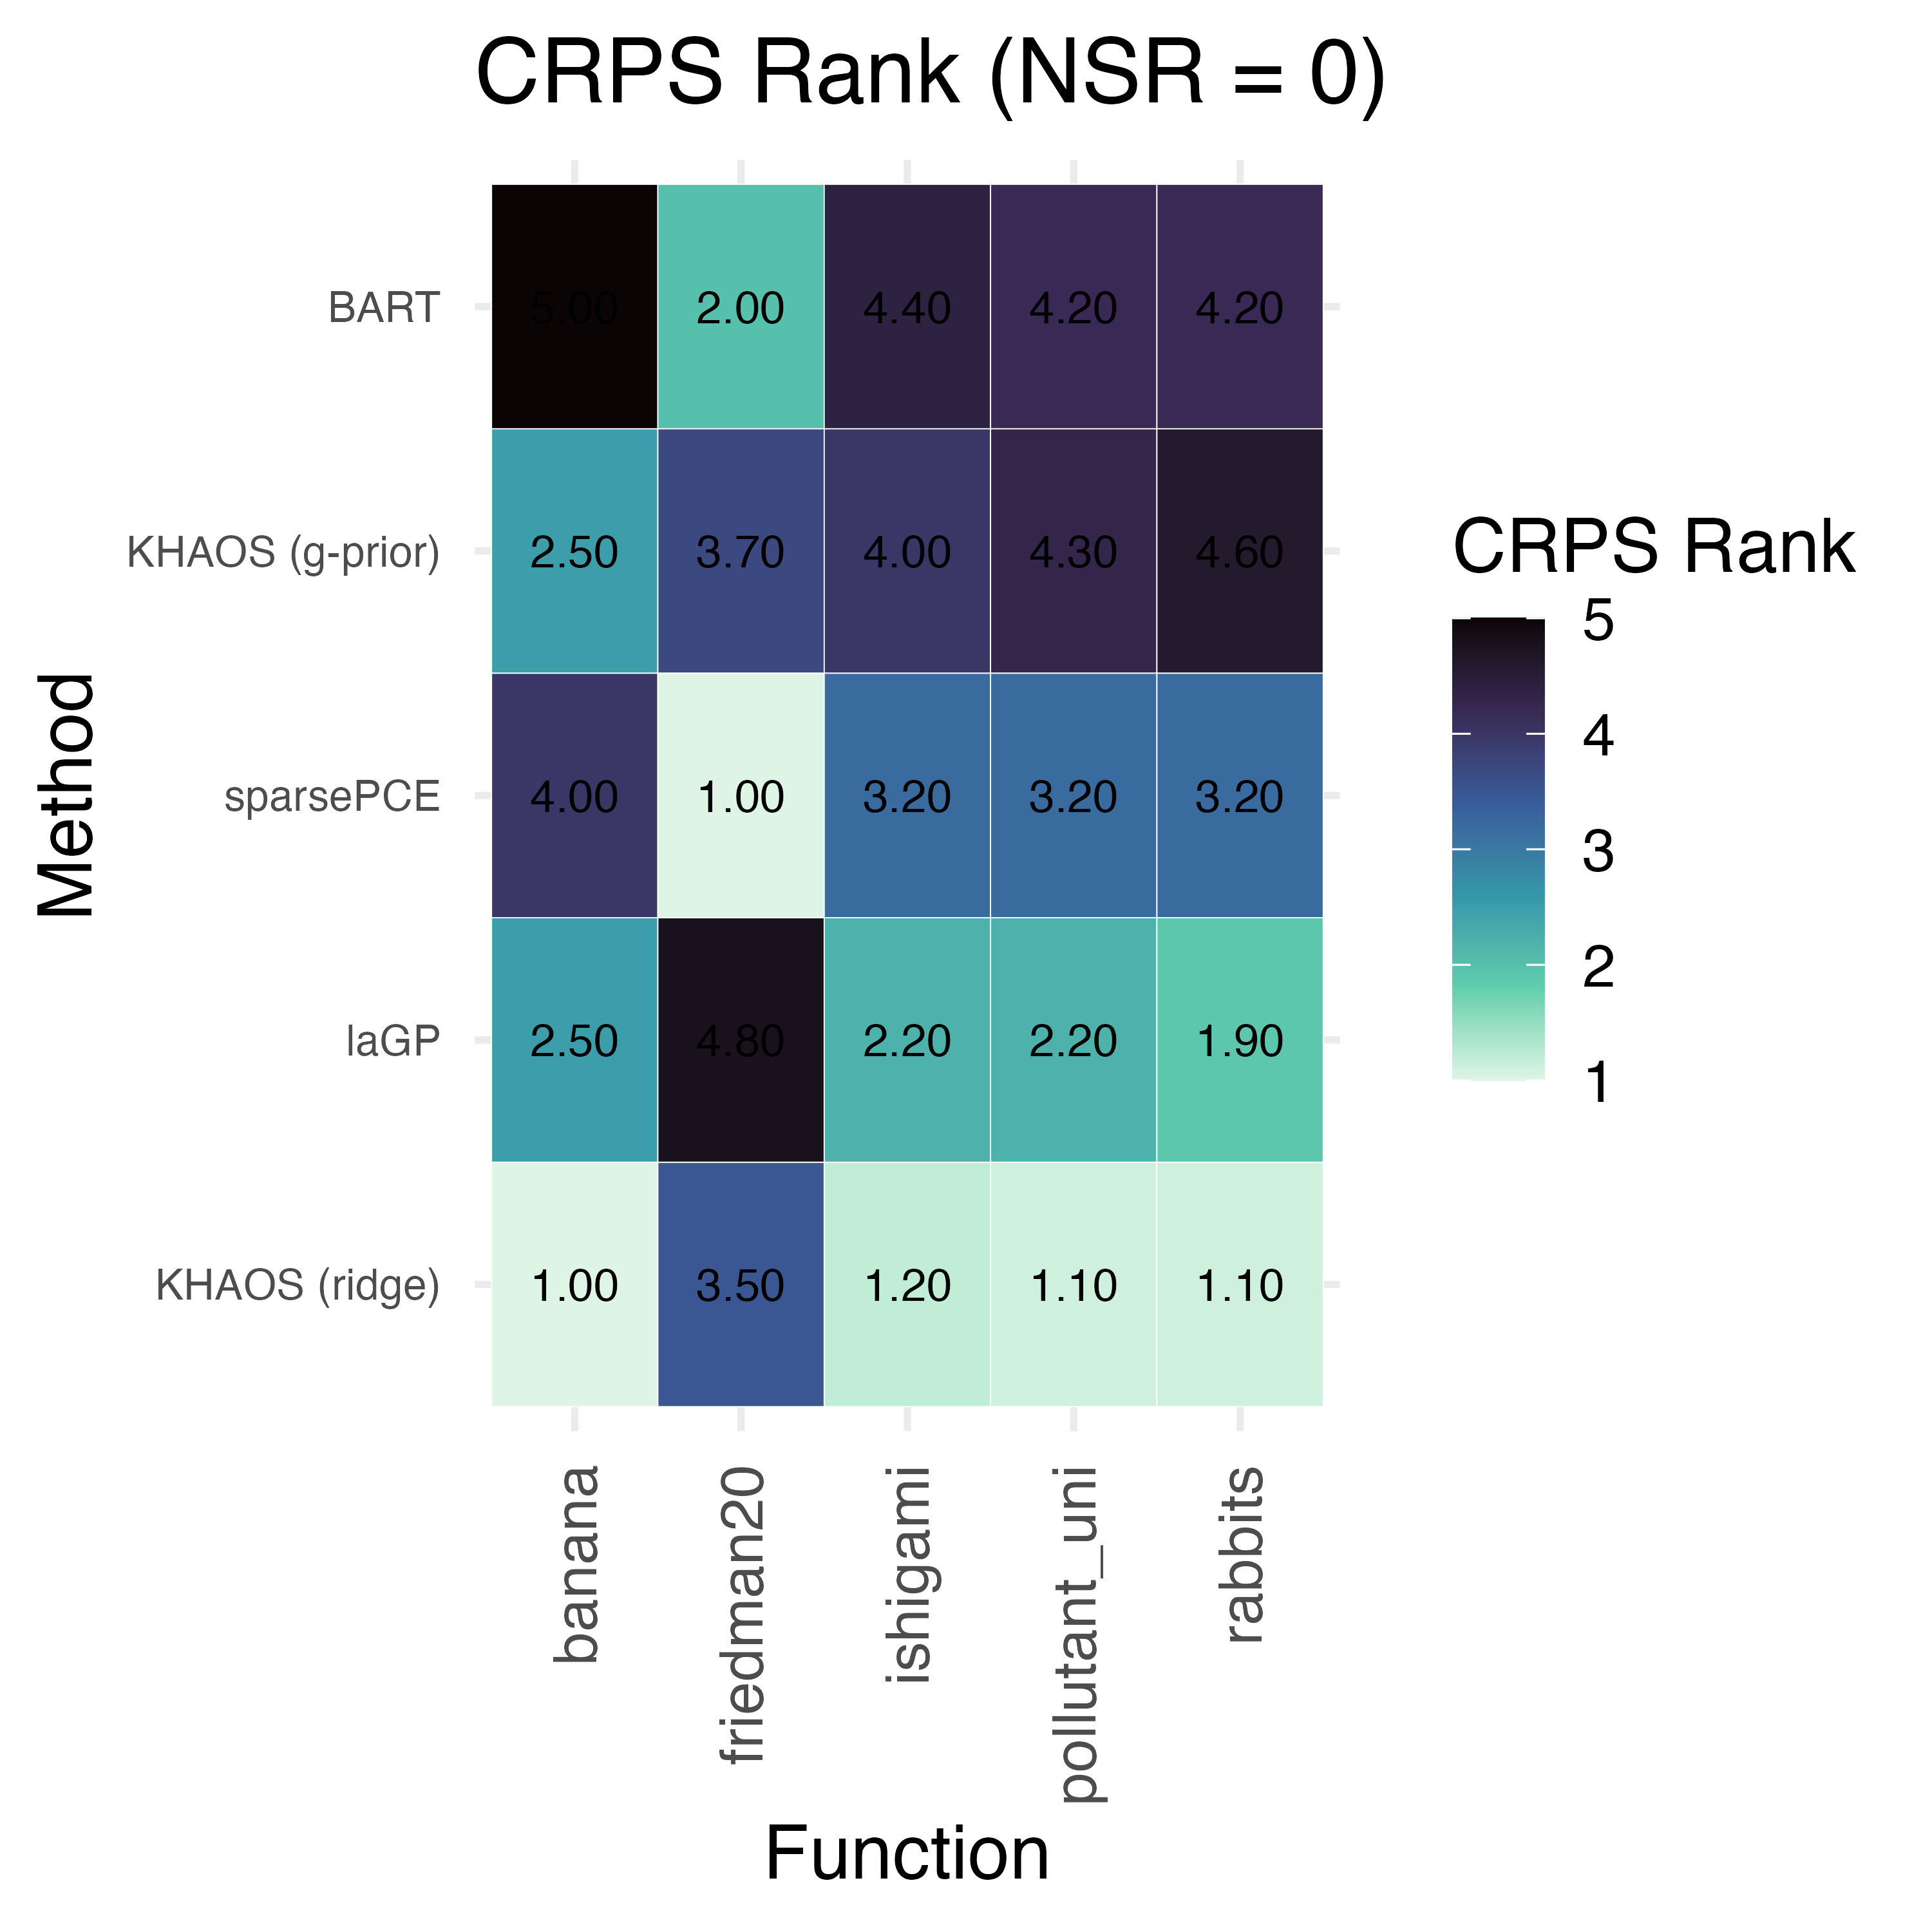 CRPS Rank (NSR = 0)
Method
BART 5.00 2.00 4.40 4.20 4.20
KHAOS (g-prior) 2.50 3.70 4.00 4.30 4.60
sparsePCE 4.00 1.00 3.20 3.20 3.20
laGP 2.50 4.80 2.20 2.20 1.90
KHAOS (ridge) 1.00 3.50 1.20 1.10 1.10
banana
friedman20
ishigami
pollutant_uni
rabbits
Function
CRPS Rank
5
4
3
2
1